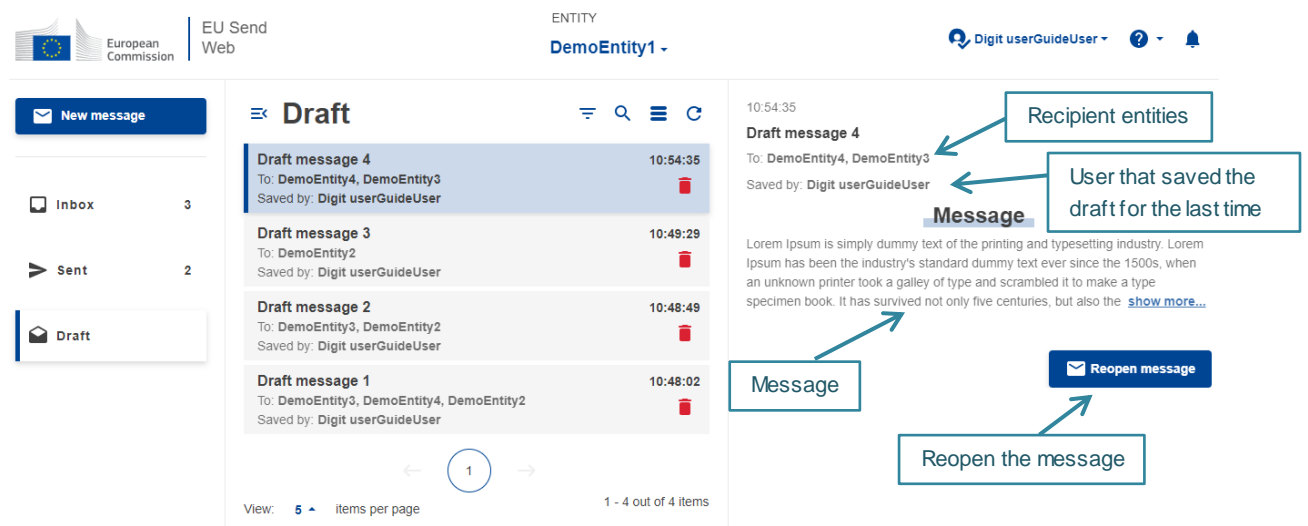 European
Commission
EU Send
Web
ENTITY
DemoEntity1
Digit userGuideUser
?
New message
Inbox 3
Sent 2
Draft
Draft
Draft message 4 10:54:35
To: DemoEntity4, DemoEntity3
Saved by: Digit userGuideUser
Draft message 3 10:49:29
To: DemoEntity2
Saved by: Digit userGuideUser
Draft message 2 10:48:49
To: DemoEntity3, DemoEntity2
Saved by: Digit userGuideUser
Draft message 1 10:48:02
To: DemoEntity3, DemoEntity4, DemoEntity2
Saved by: Digit userGuideUser
1
View: 5 items per page
1 - 4 out of 4 items
10:54:35
Draft message 4
To: DemoEntity4, DemoEntity3
Saved by: Digit userGuideUser
Message
Lorem Ipsum is simply dummy text of the printing and typesetting industry. Lorem
Ipsum has been the industry's standard dummy text ever since the 1500s, when
an unknown printer took a galley of type and scrambled it to make a type
specimen book. It has survived not only five centuries, but also the show more...
Reopen message
Recipient entities
User that saved the
draft for the last time
Message
Reopen the message